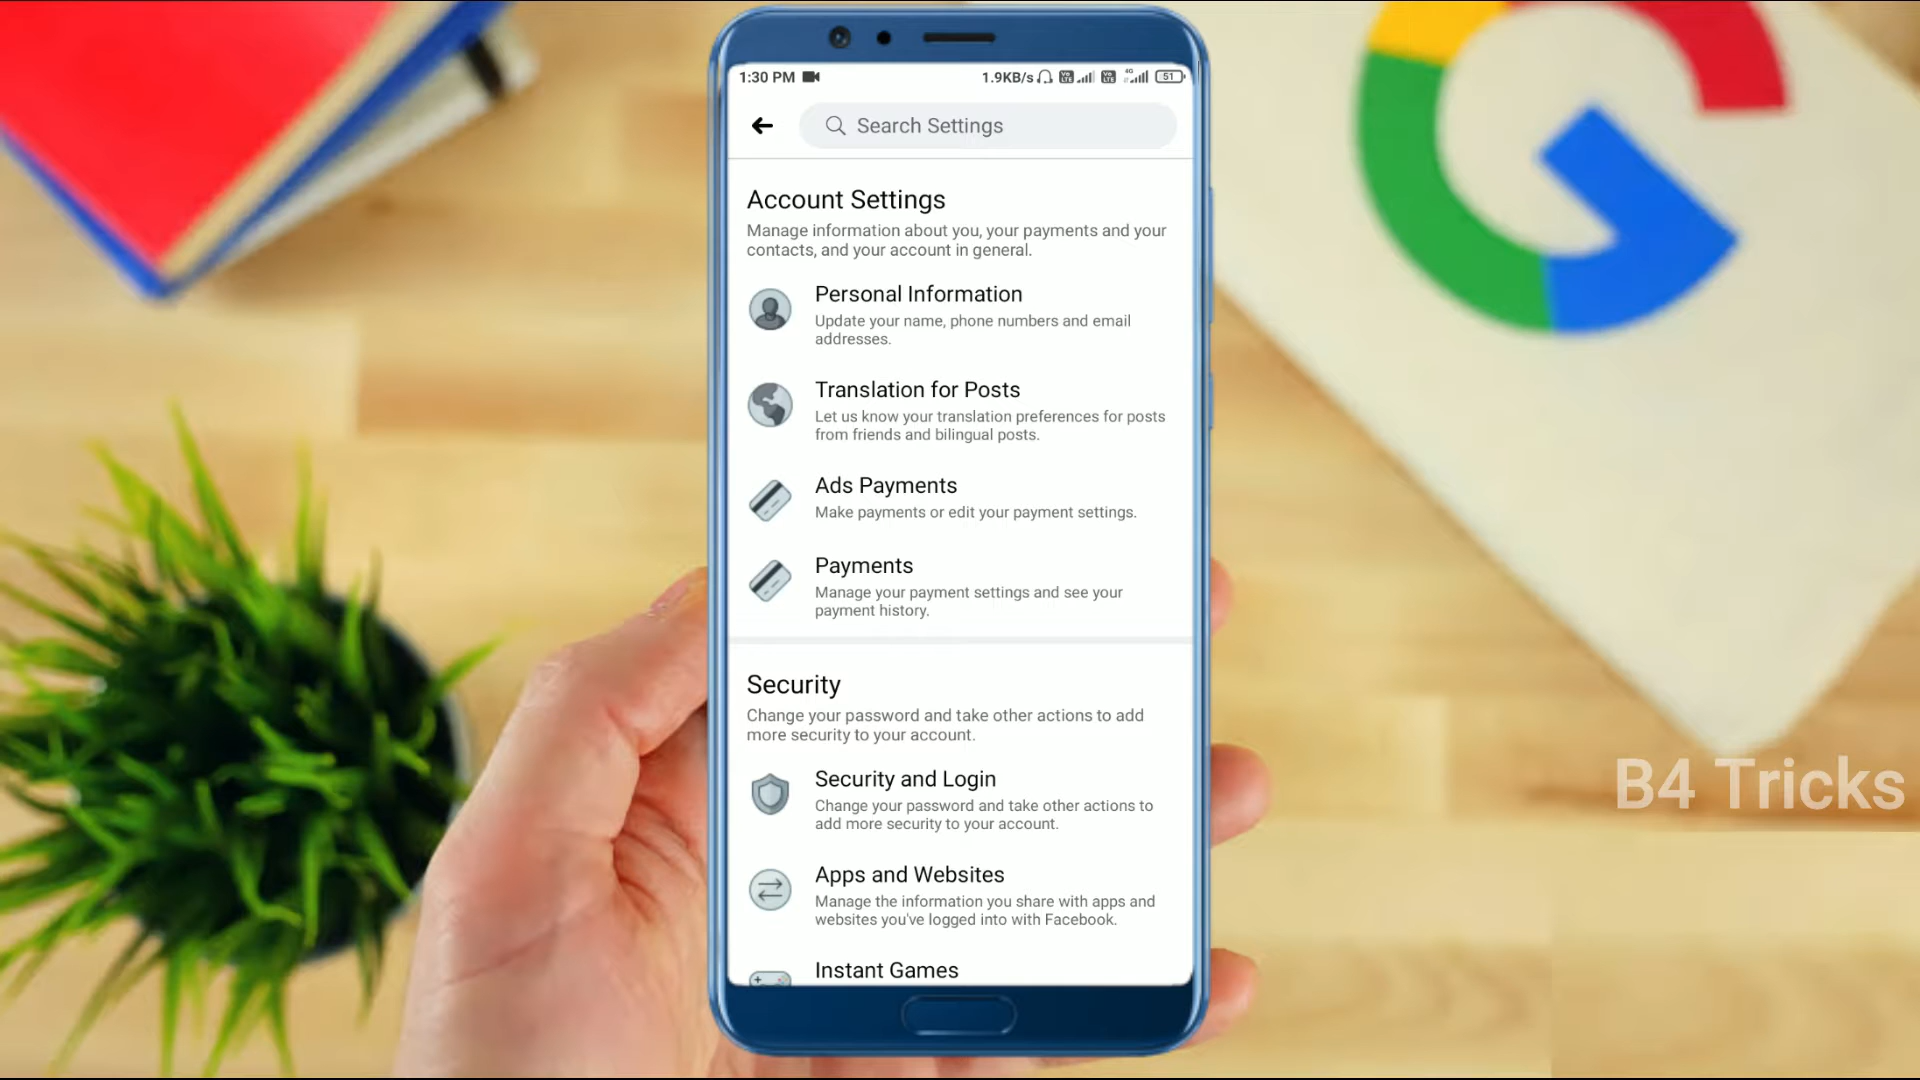 1:30 PM 1.9KB/s 51
Search Settings
Account Settings
Manage information about you, your payments and your
contacts, and your account in general.
Personal Information
Update your name, phone numbers and email
addresses.
Translation for Posts
Let us know your translation preferences for posts
from friends and bilingual posts.
Ads Payments
Make payments or edit your payment settings.
Payments
Manage your payment settings and see your
payment history.
Security
Change your password and take other actions to add
more security to your account.
Security and Login
Change your password and take other actions to
add more security to your account.
Apps and Websites
Manage the information you share with apps and
websites you've logged into with Facebook.
Instant Games
B4 Tricks